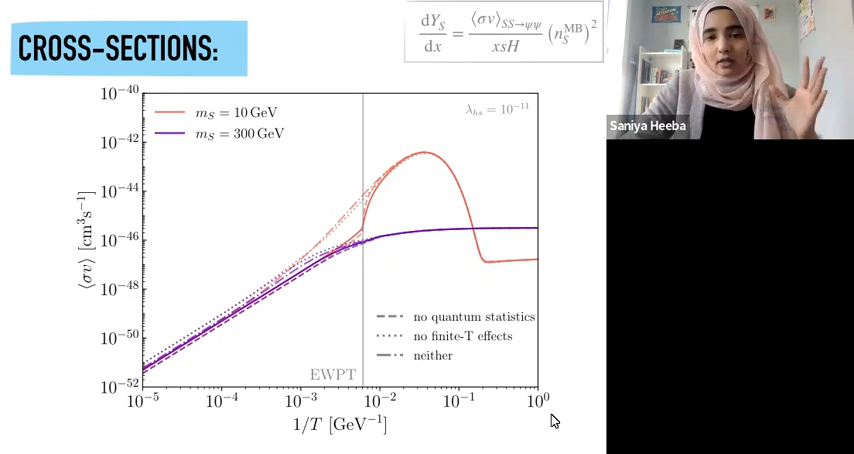 CROSS-SECTIONS:
dY_S/dx = ⟨σv⟩_{SS→ψψ}/xsH (n_S^{MB})^2
Saniya Heeba
m_S = 10 GeV
m_S = 300 GeV
λ_{hs} = 10^{-11}
10^{-40}
10^{-42}
10^{-44}
10^{-46}
10^{-48}
10^{-50}
10^{-52}
⟨σv⟩ [cm^3 s^{-1}]
no quantum statistics
no finite-T effects
neither
EWPT
10^{-5} 10^{-4} 10^{-3} 10^{-2} 10^{-1} 10^0
1/T [GeV^{-1}]